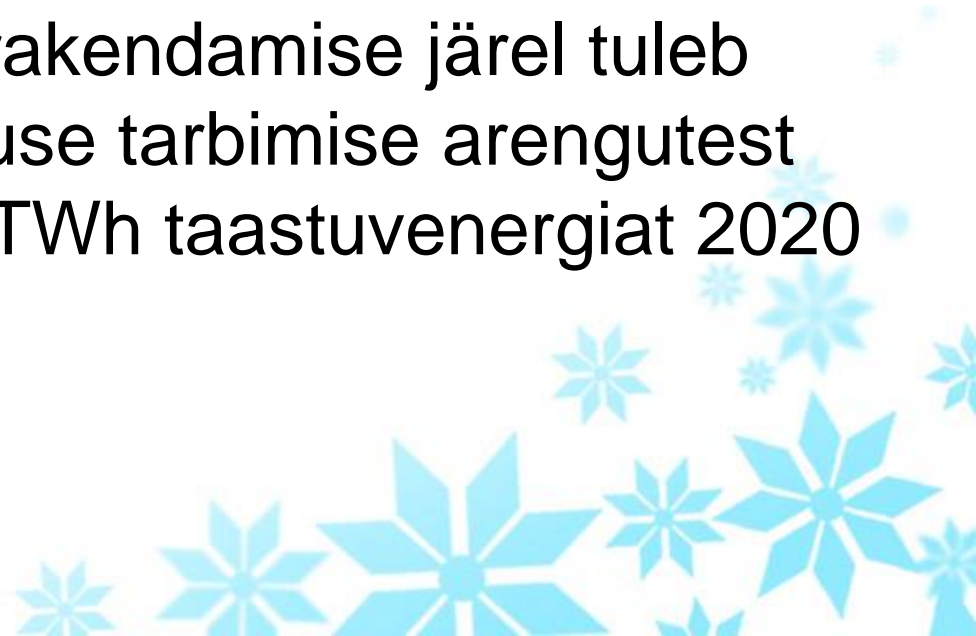 rakendamise järel tuleb
use tarbimise arengutest
TWh taastuvenergiat 2020